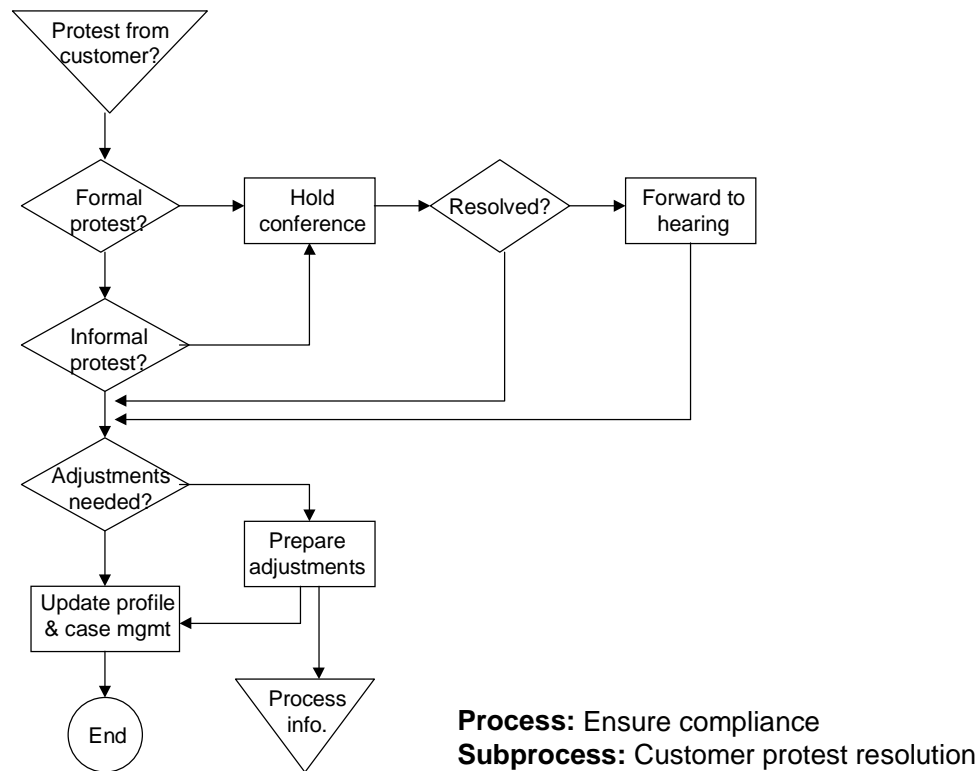 Protest from
customer?
Formal
protest?
Hold
conference
Resolved?
Forward to
hearing
Informal
protest?
Adjustments
needed?
Prepare
adjustments
Update profile
& case mgmt
End
Process
info.
Process: Ensure compliance
Subprocess: Customer protest resolution